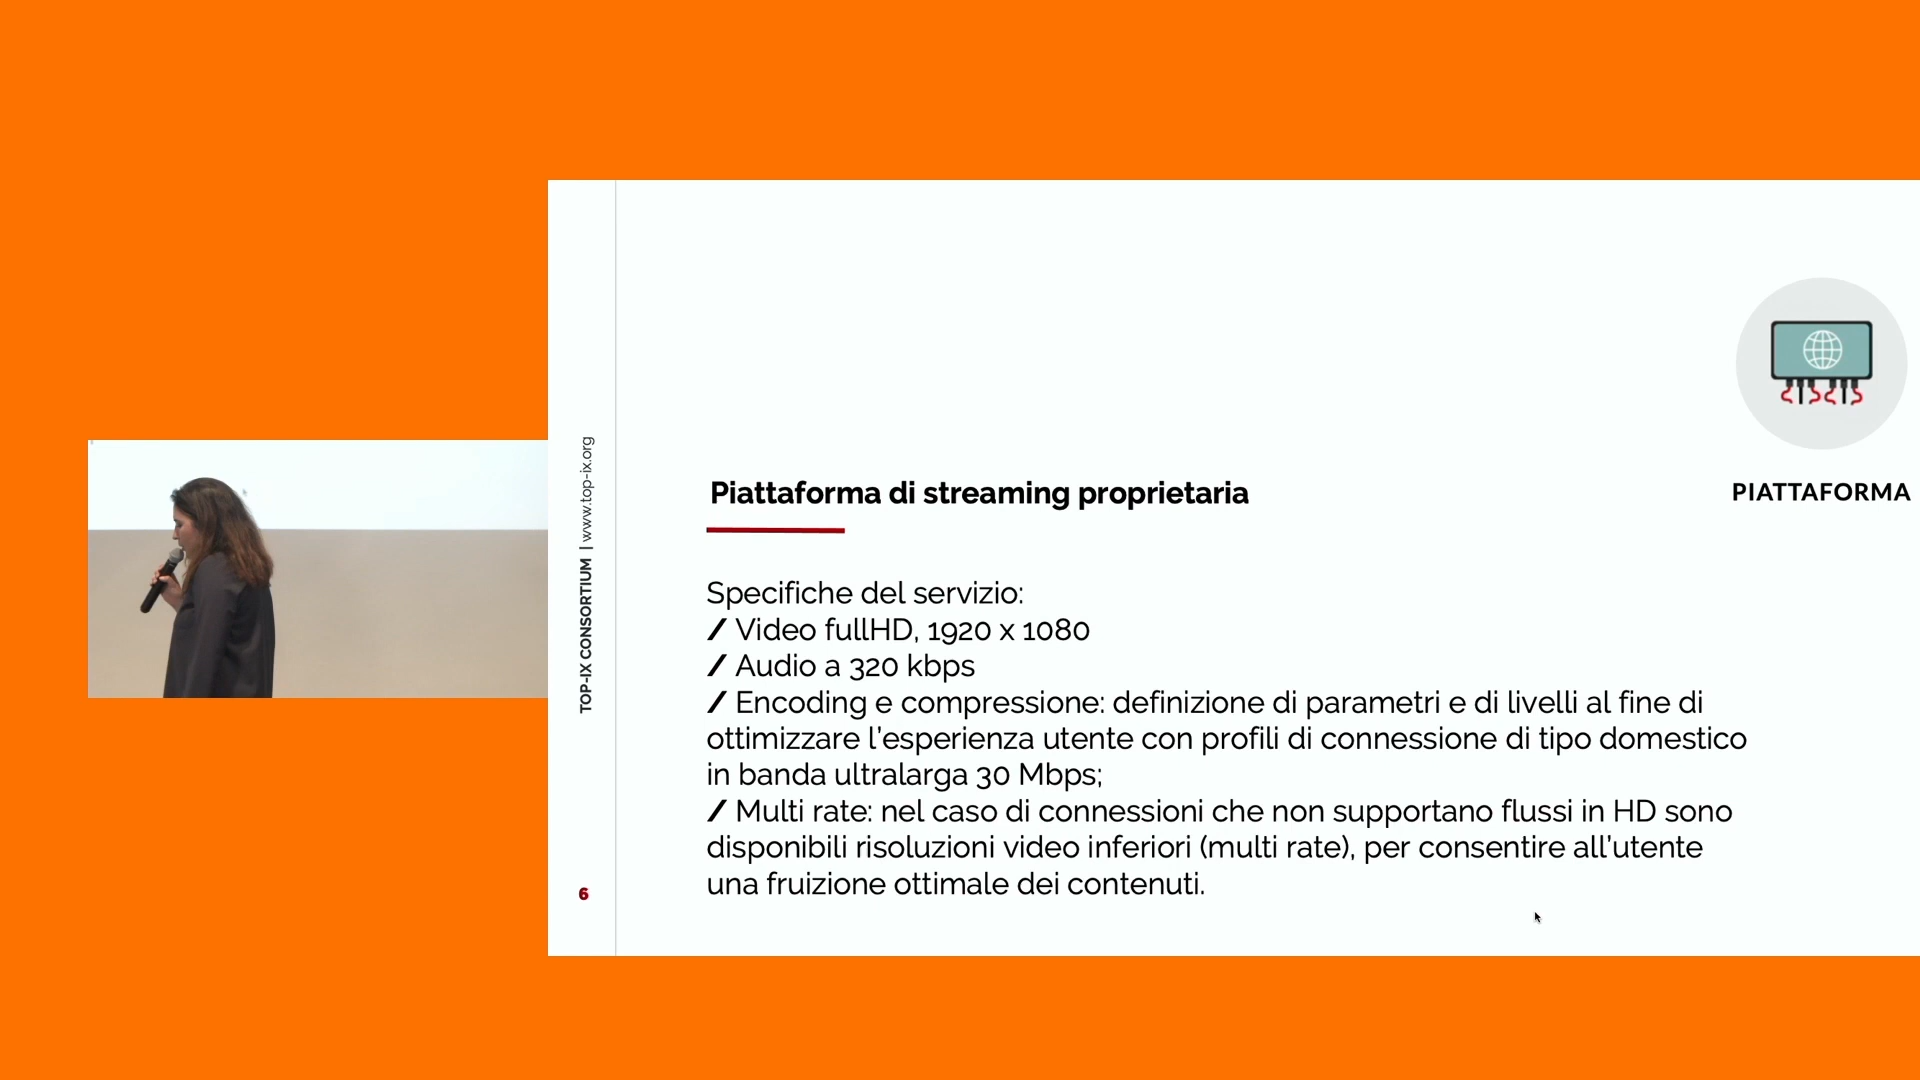 TOP-IX CONSORTIUM | www.top-ix.org
PIATTAFORMA
Piattaforma di streaming proprietaria
Specifiche del servizio:
/ Video fullHD, 1920 x 1080
/ Audio a 320 kbps
/ Encoding e compressione: definizione di parametri e di livelli al fine di
ottimizzare l'esperienza utente con profili di connessione di tipo domestico
in banda ultralarga 30 Mbps;
/ Multi rate: nel caso di connessioni che non supportano flussi in HD sono
disponibili risoluzioni video inferiori (multi rate), per consentire all'utente
una fruizione ottimale dei contenuti.
6